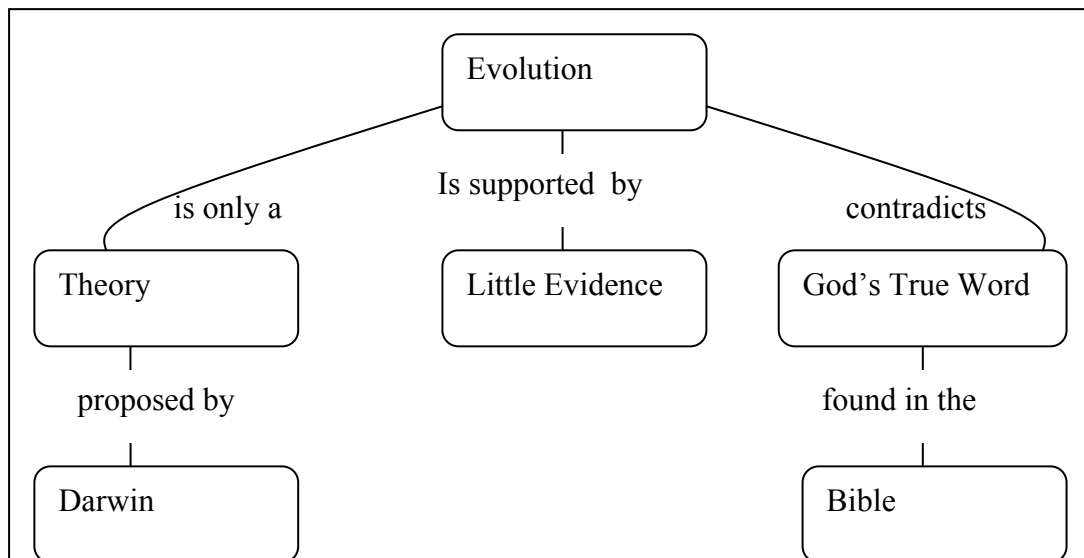 Evolution
is only a
Is supported by
contradicts
Theory
Little Evidence
God’s True Word
proposed by
found in the
Darwin
Bible